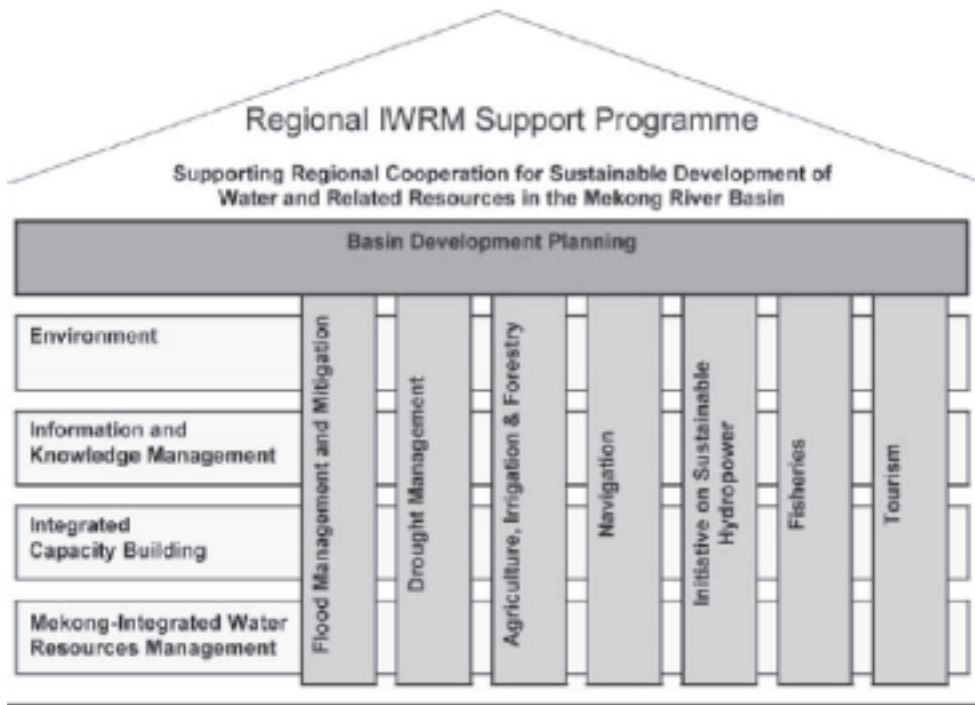 Regional IWRM Support Programme
Supporting Regional Cooperation for Sustainable Development of
Water and Related Resources in the Mekong River Basin
Basin Development Planning
Environment
Information and
Knowledge Management
Integrated
Capacity Building
Mekong-Integrated Water
Resources Management
Flood Management and Mitigation
Drought Management
Agriculture, Irrigation & Forestry
Navigation
Initiative on Sustainable
Hydropower
Fisheries
Tourism